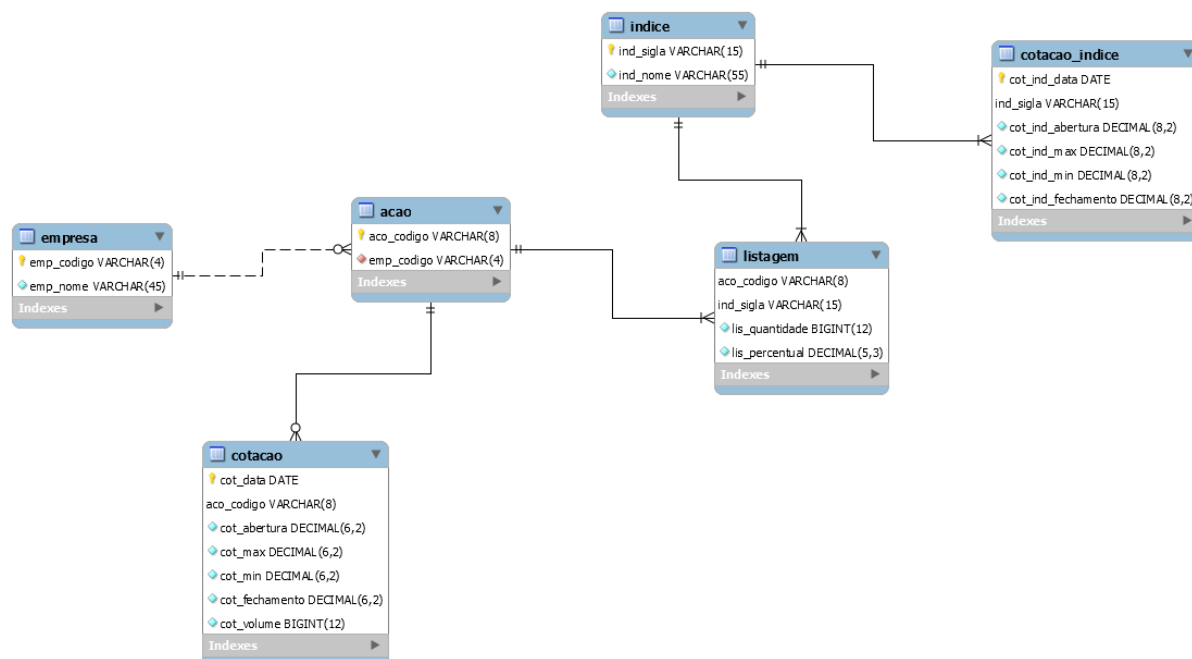 indice
ind_sigla VARCHAR(15)
ind_nome VARCHAR(55)
Indexes
cotacao_indice
cot_ind_data DATE
ind_sigla VARCHAR(15)
cot_ind_abertura DECIMAL(8,2)
cot_ind_max DECIMAL(8,2)
cot_ind_min DECIMAL(8,2)
cot_ind_fechamento DECIMAL(8,2)
Indexes
empresa
emp_codigo VARCHAR(4)
emp_nome VARCHAR(45)
Indexes
acao
aco_codigo VARCHAR(8)
emp_codigo VARCHAR(4)
Indexes
listagem
aco_codigo VARCHAR(8)
ind_sigla VARCHAR(15)
lis_quantidade BIGINT(12)
lis_percentual DECIMAL(5,3)
Indexes
cotacao
cot_data DATE
aco_codigo VARCHAR(8)
cot_abertura DECIMAL(6,2)
cot_max DECIMAL(6,2)
cot_min DECIMAL(6,2)
cot_fechamento DECIMAL(6,2)
cot_volume BIGINT(12)
Indexes